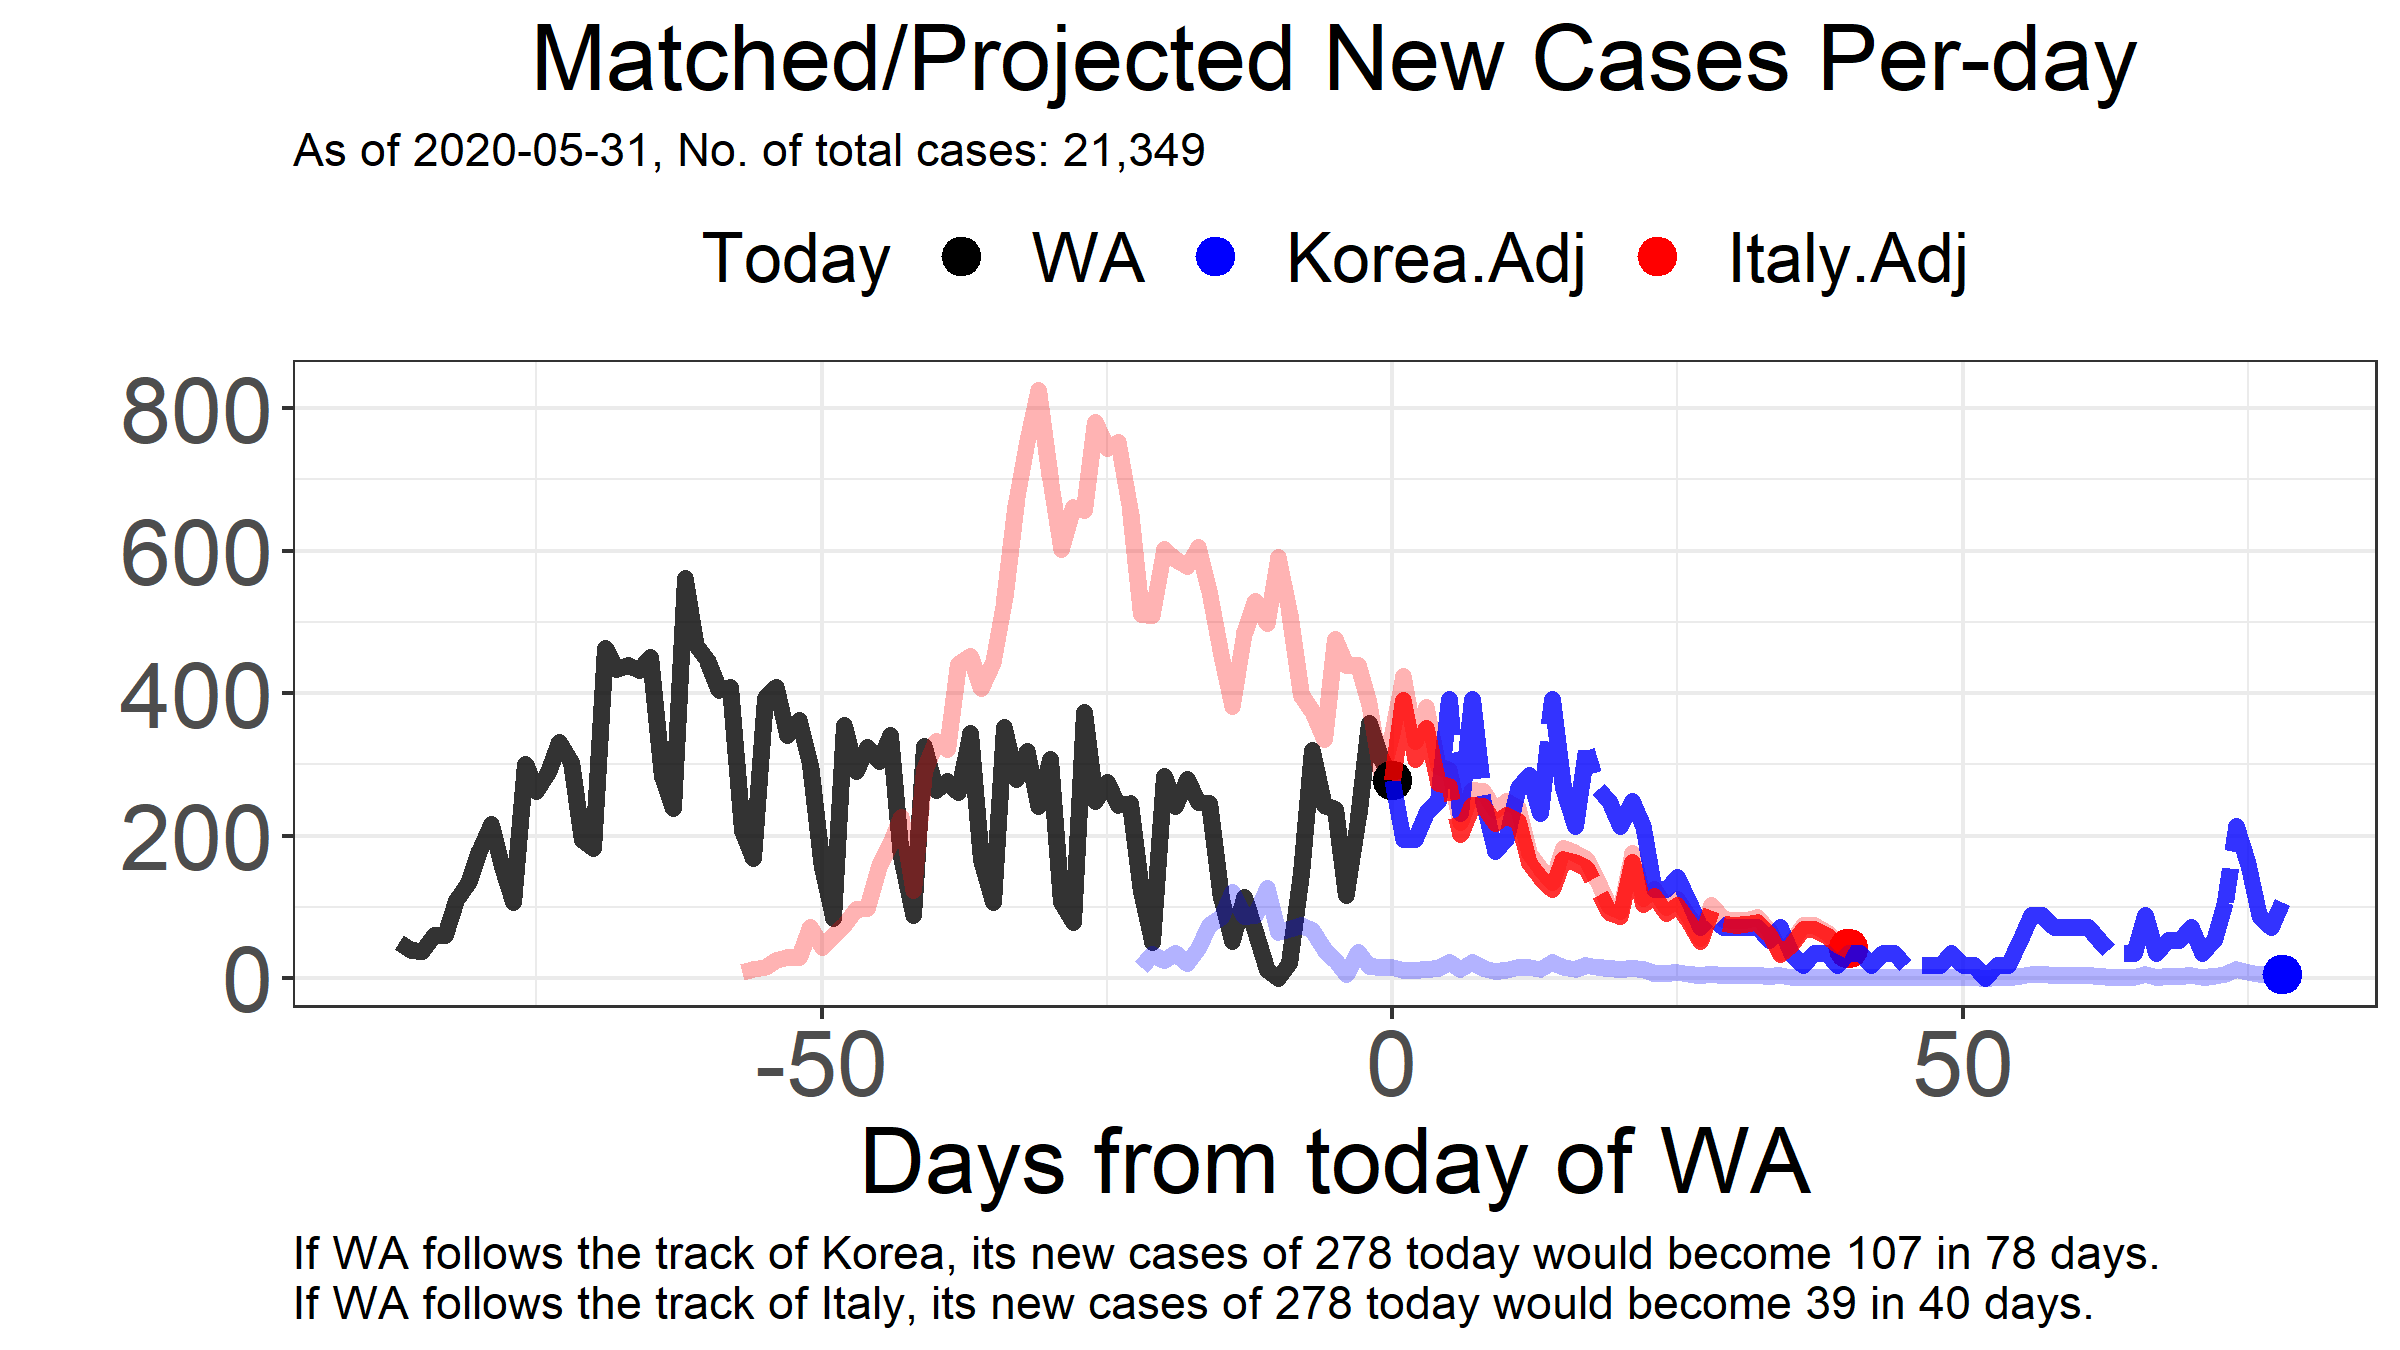 Matched/Projected New Cases Per-day
As of 2020-05-31, No. of total cases: 21,349
Today WA Korea.Adj Italy.Adj
800
600
400
200
0
-50 0 50
Days from today of WA
If WA follows the track of Korea, its new cases of 278 today would become 107 in 78 days.
If WA follows the track of Italy, its new cases of 278 today would become 39 in 40 days.